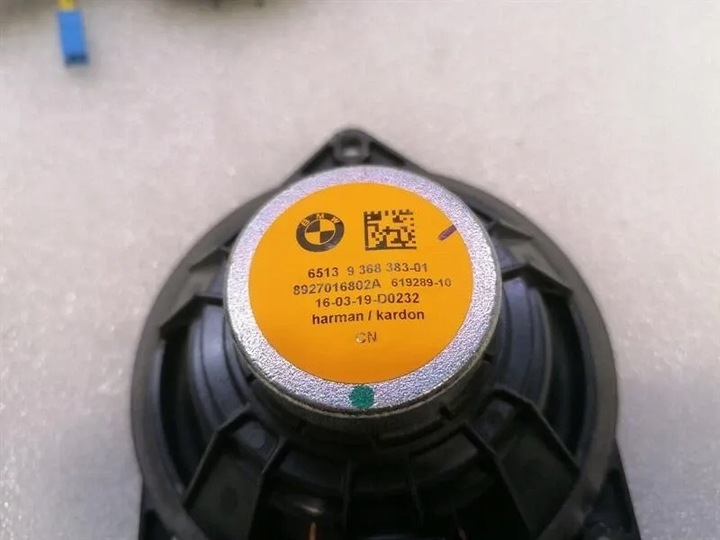 BMW
6513 9 368 383-01
8927016802A 619289-10
16-03-19-D0232
harman / kardon
CN